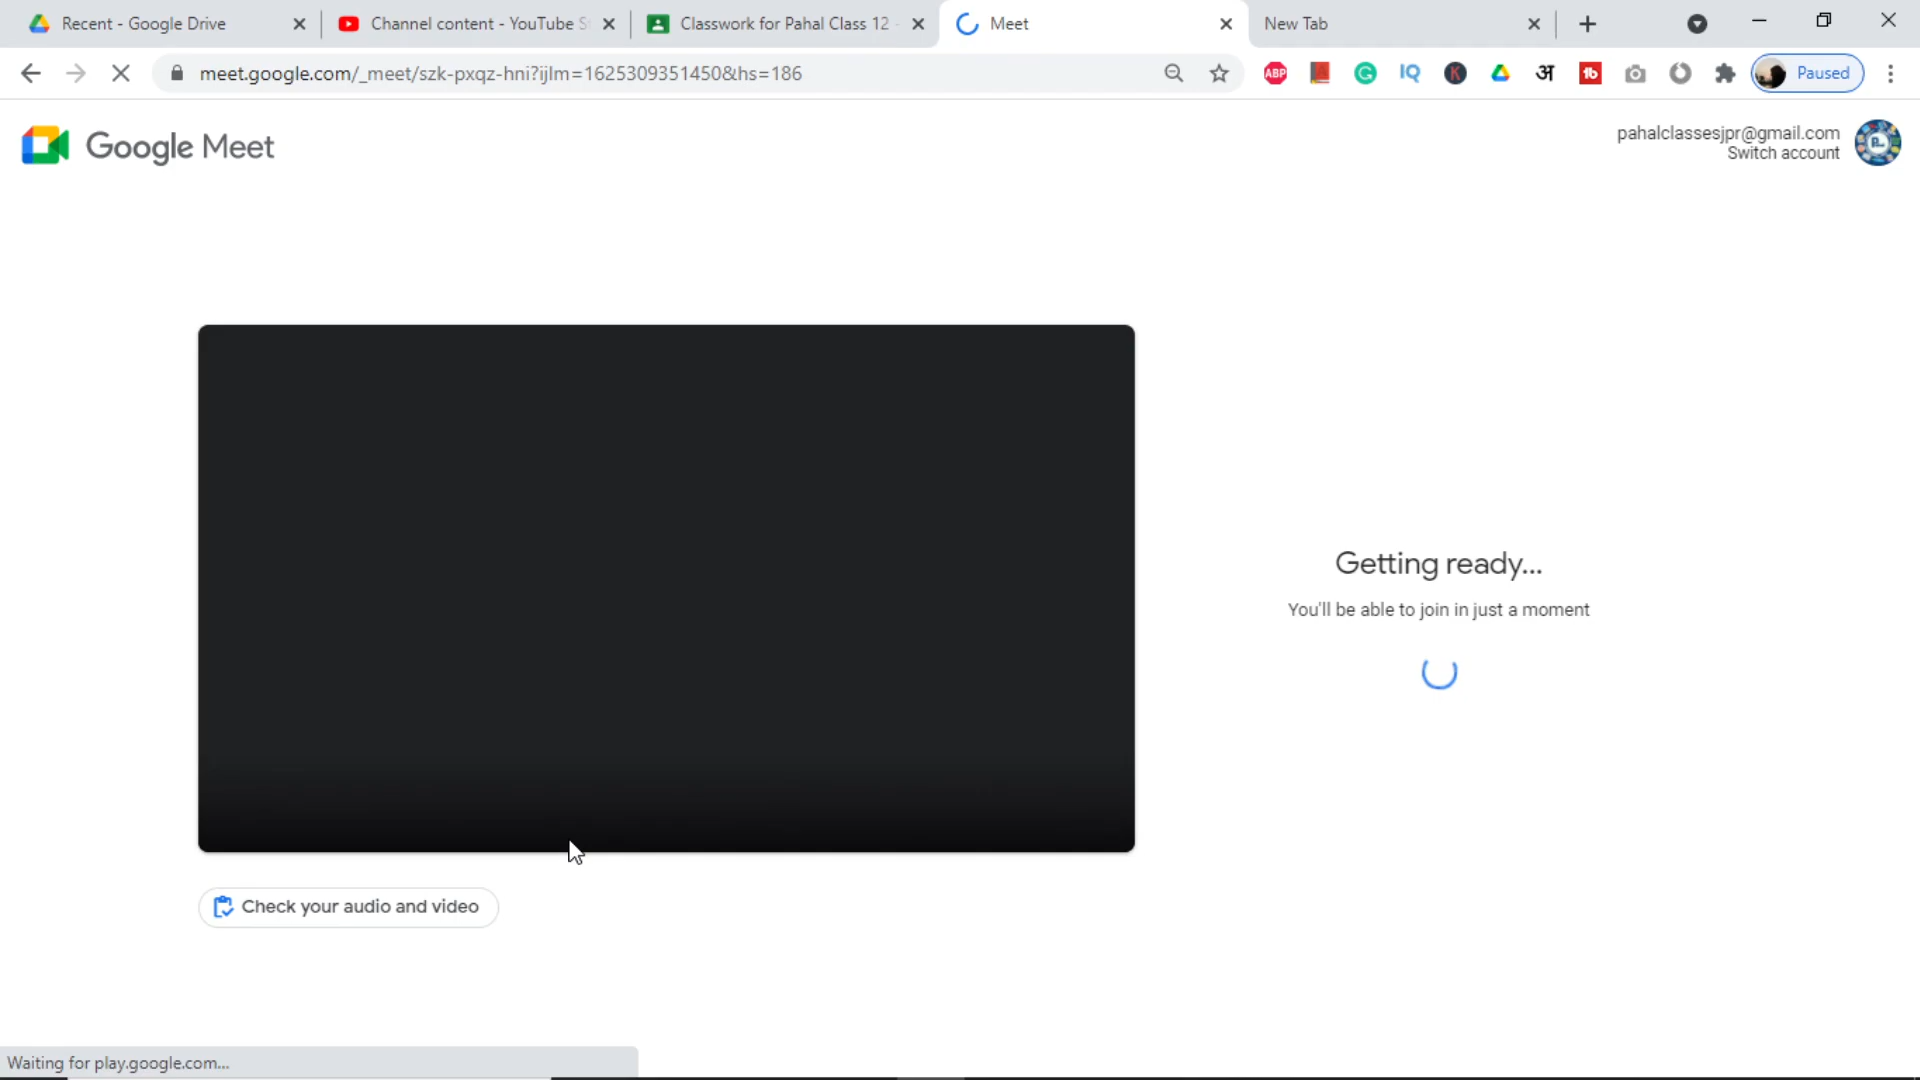 Recent - Google Drive
Channel content - YouTube S
Classwork for Pahal Class 12 -
Meet
New Tab
meet.google.com/_meet/szk-pxqz-hni?ijlm=1625309351450&hs=186
ABP
IQ
K
अ
tb
Paused
Google Meet
pahalclassesjpr@gmail.com
Switch account
Getting ready...
You'll be able to join in just a moment
Check your audio and video
Waiting for play.google.com...